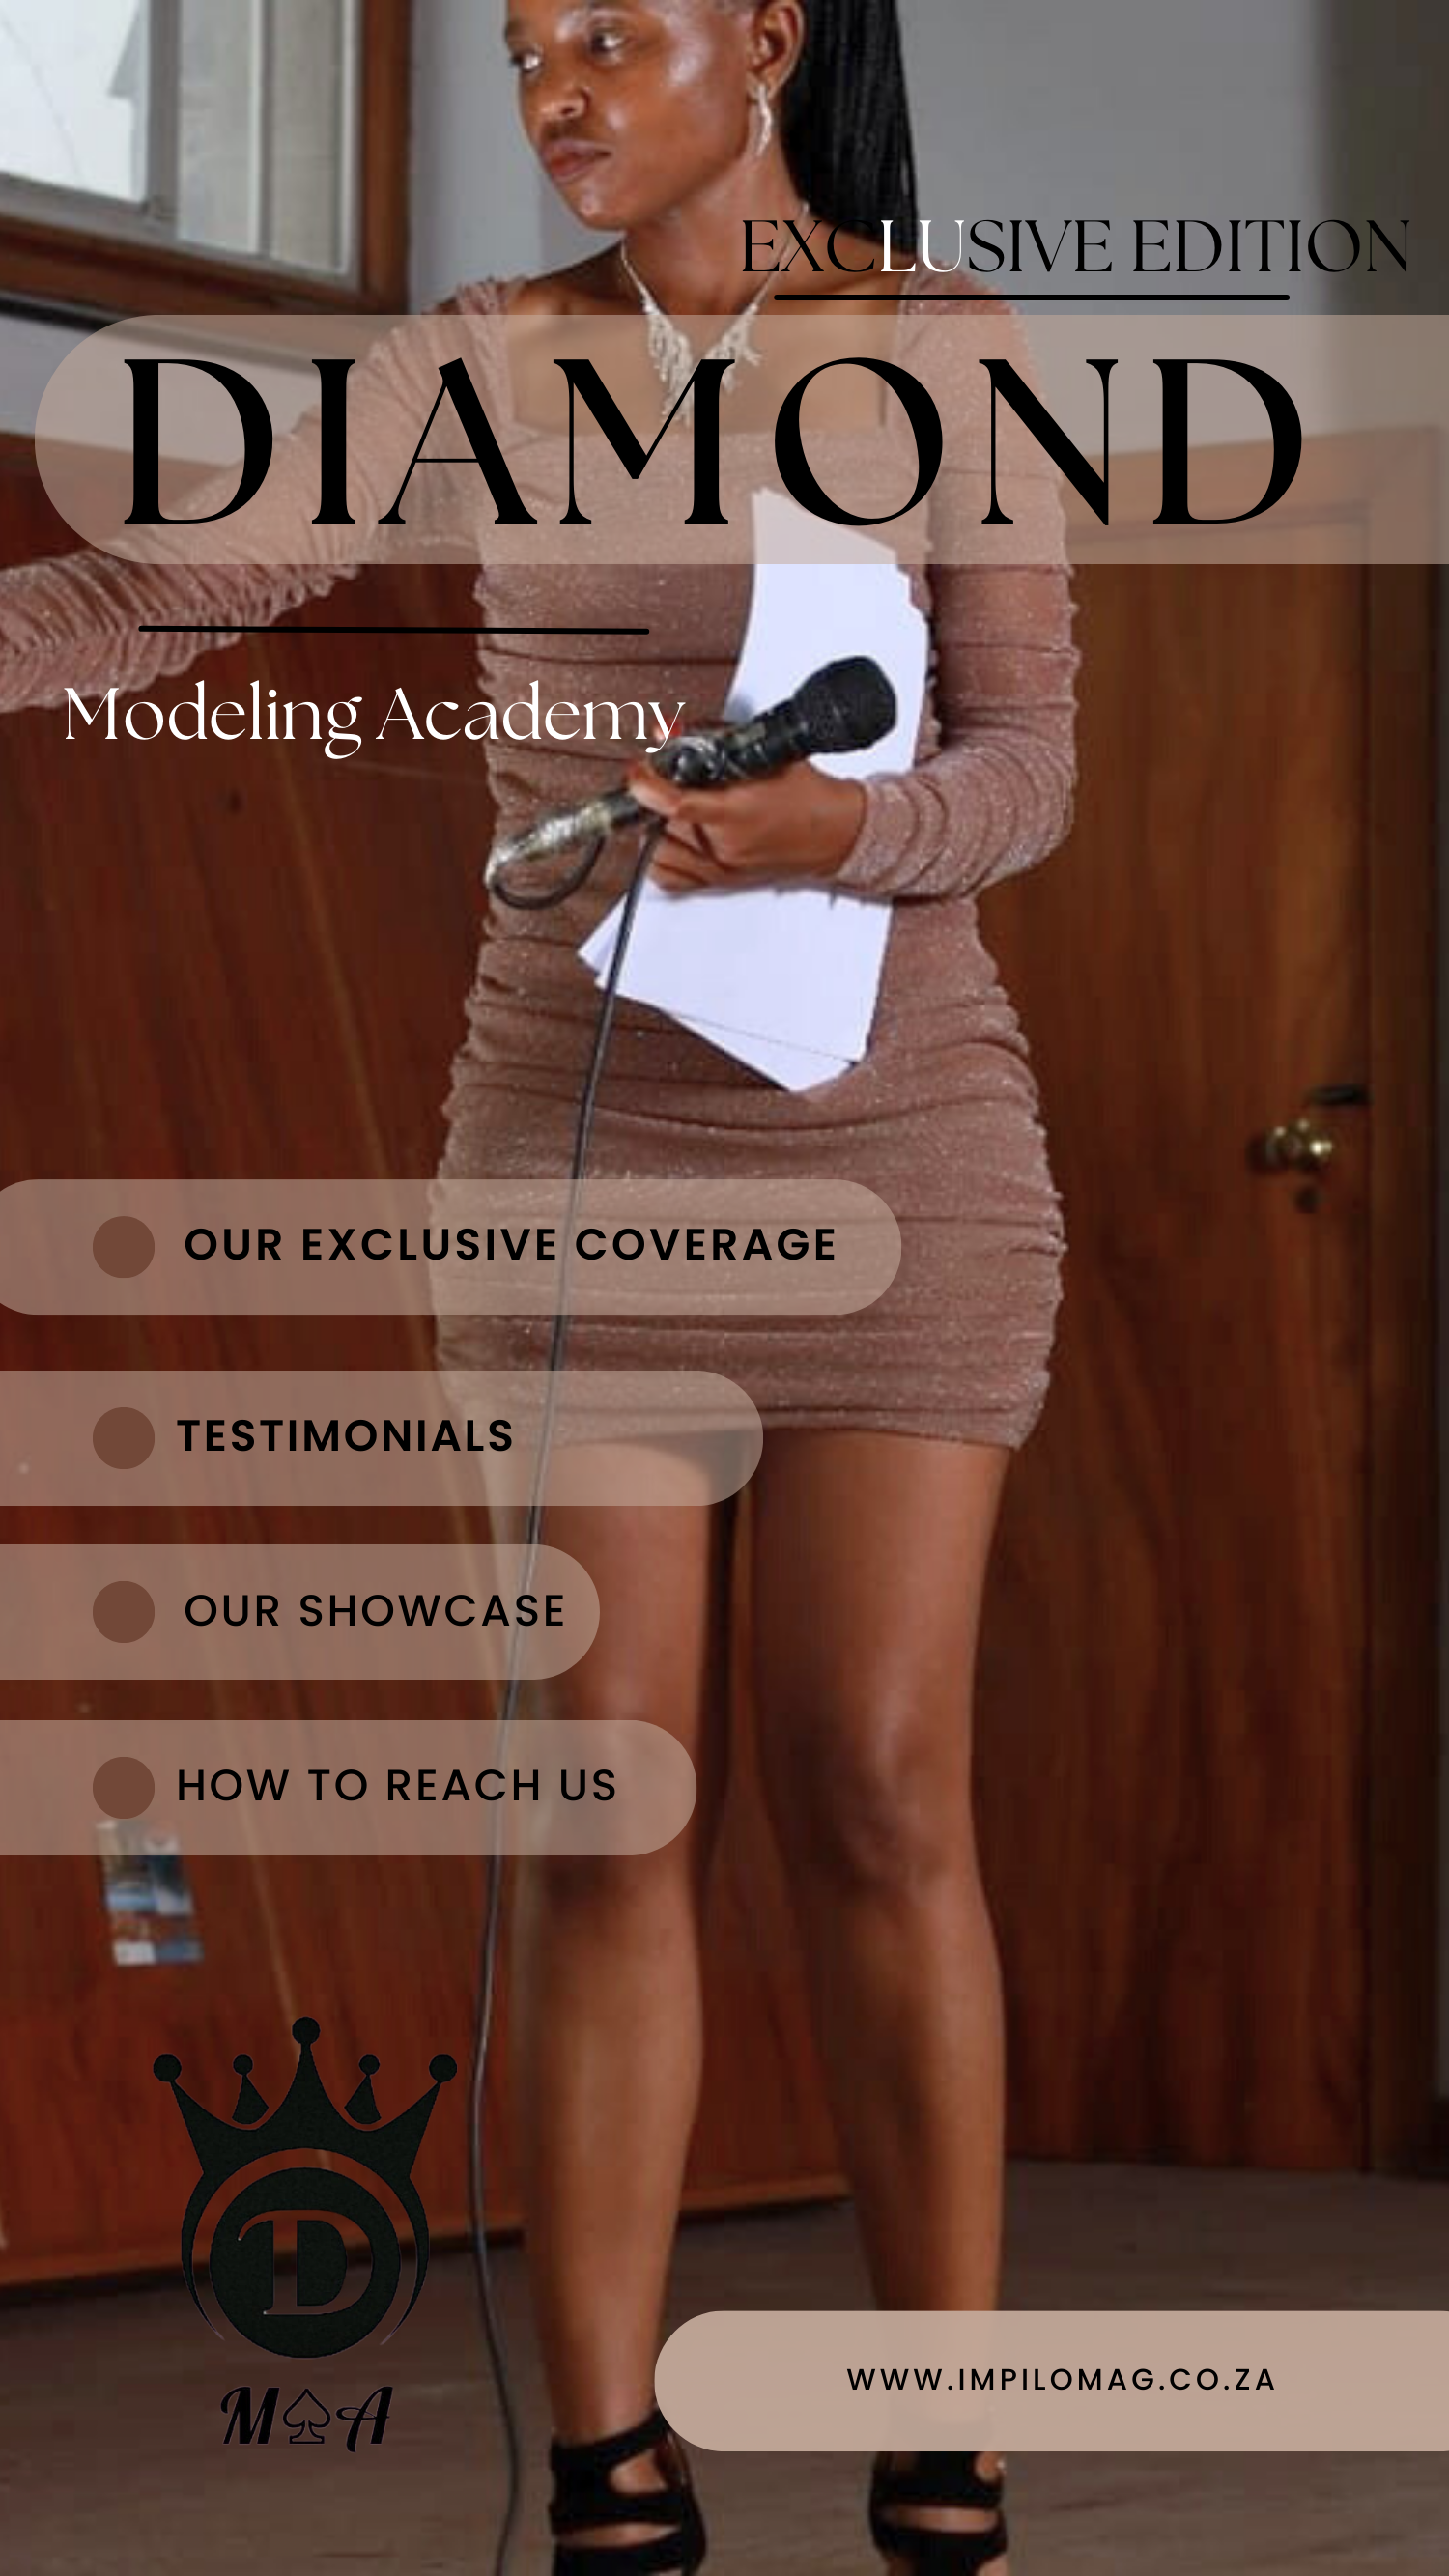 EXCLUSIVE EDITION
DIAMOND
Modeling Academy
OUR EXCLUSIVE COVERAGE
TESTIMONIALS
OUR SHOWCASE
HOW TO REACH US
D
M♤A
WWW.IMPILOMAG.CO.ZA